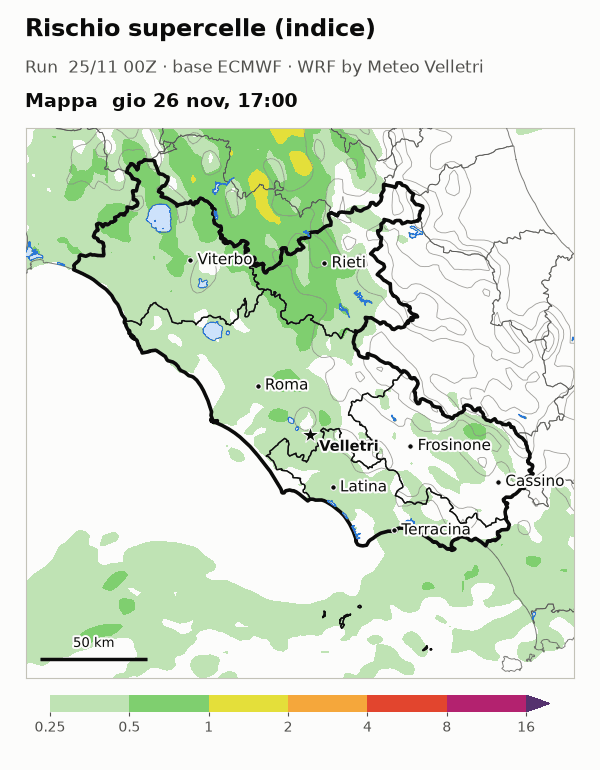 Rischio supercelle (indice)
Run 25/11 00Z · base ECMWF · WRF by Meteo Velletri
Mappa gio 26 nov, 17:00
Viterbo
Rieti
Roma
Velletri
Frosinone
Latina
Cassino
Terracina
50 km
0.25 0.5 1 2 4 8 16